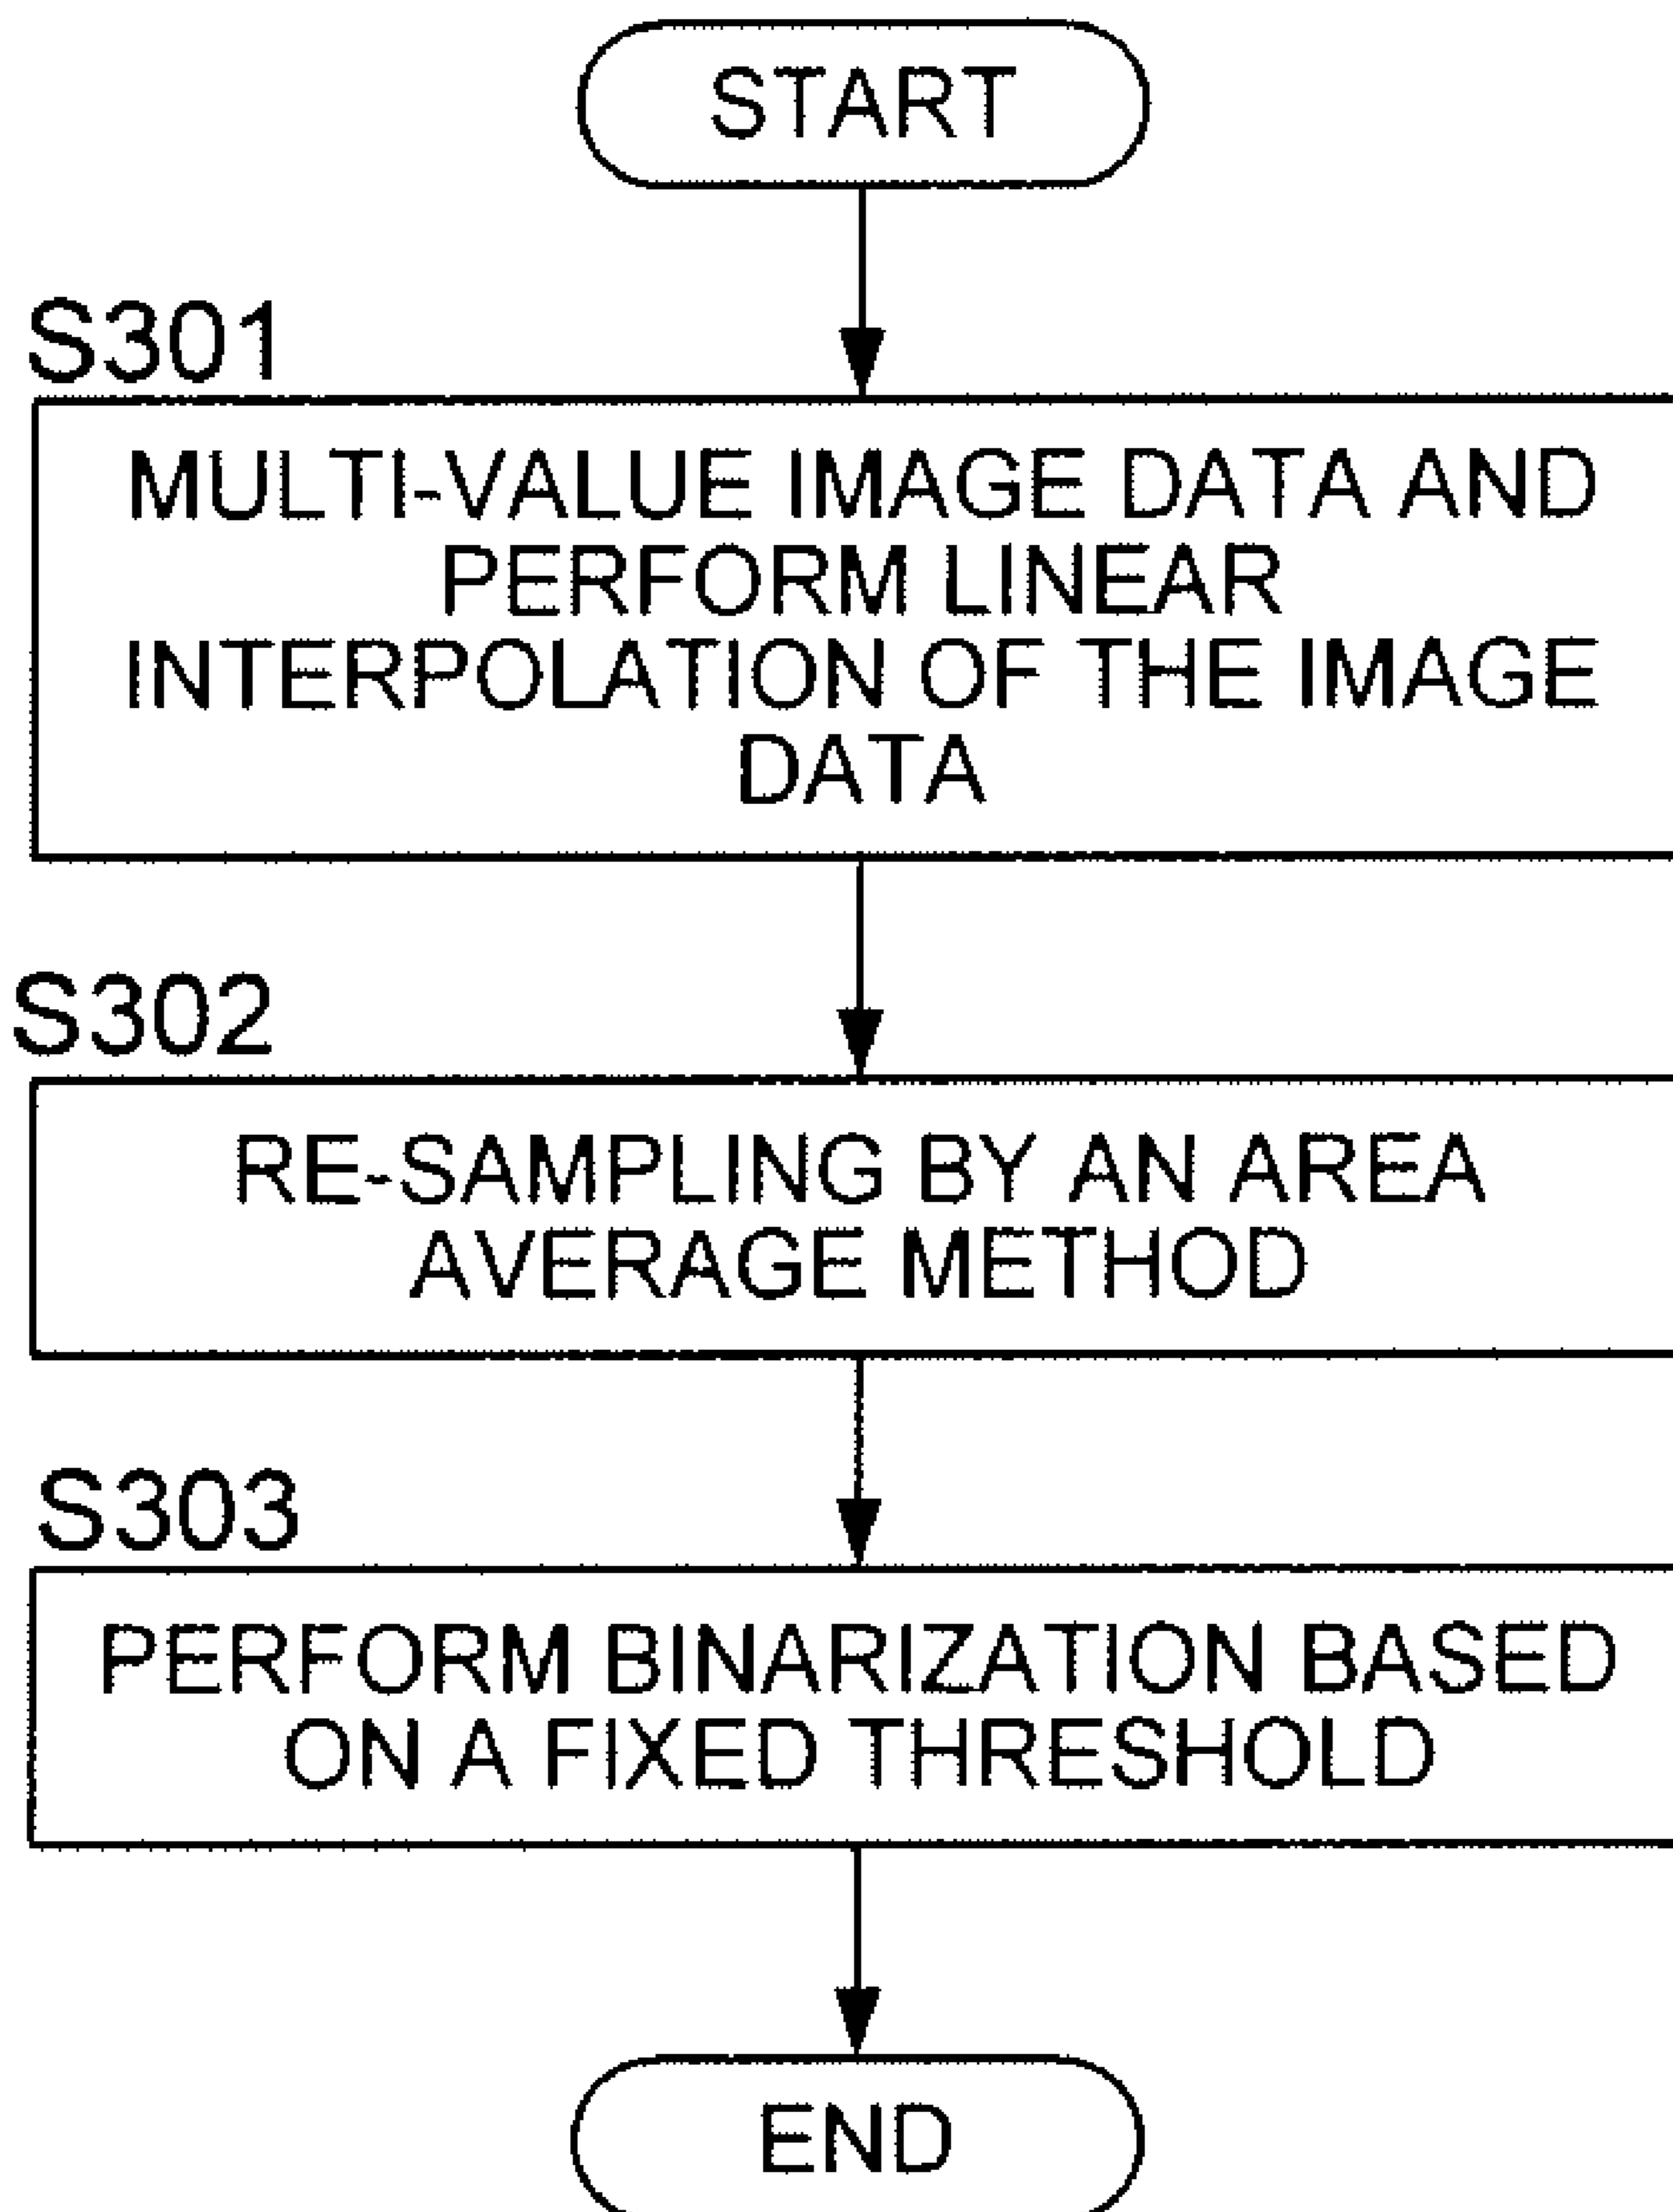 START
S301
MULTI-VALUE IMAGE DATA AND
PERFORM LINEAR
INTERPOLATION OF THE IMAGE
DATA
S302
RE-SAMPLING BY AN AREA
AVERAGE METHOD
S303
PERFORM BINARIZATION BASED
ON A FIXED THRESHOLD
END